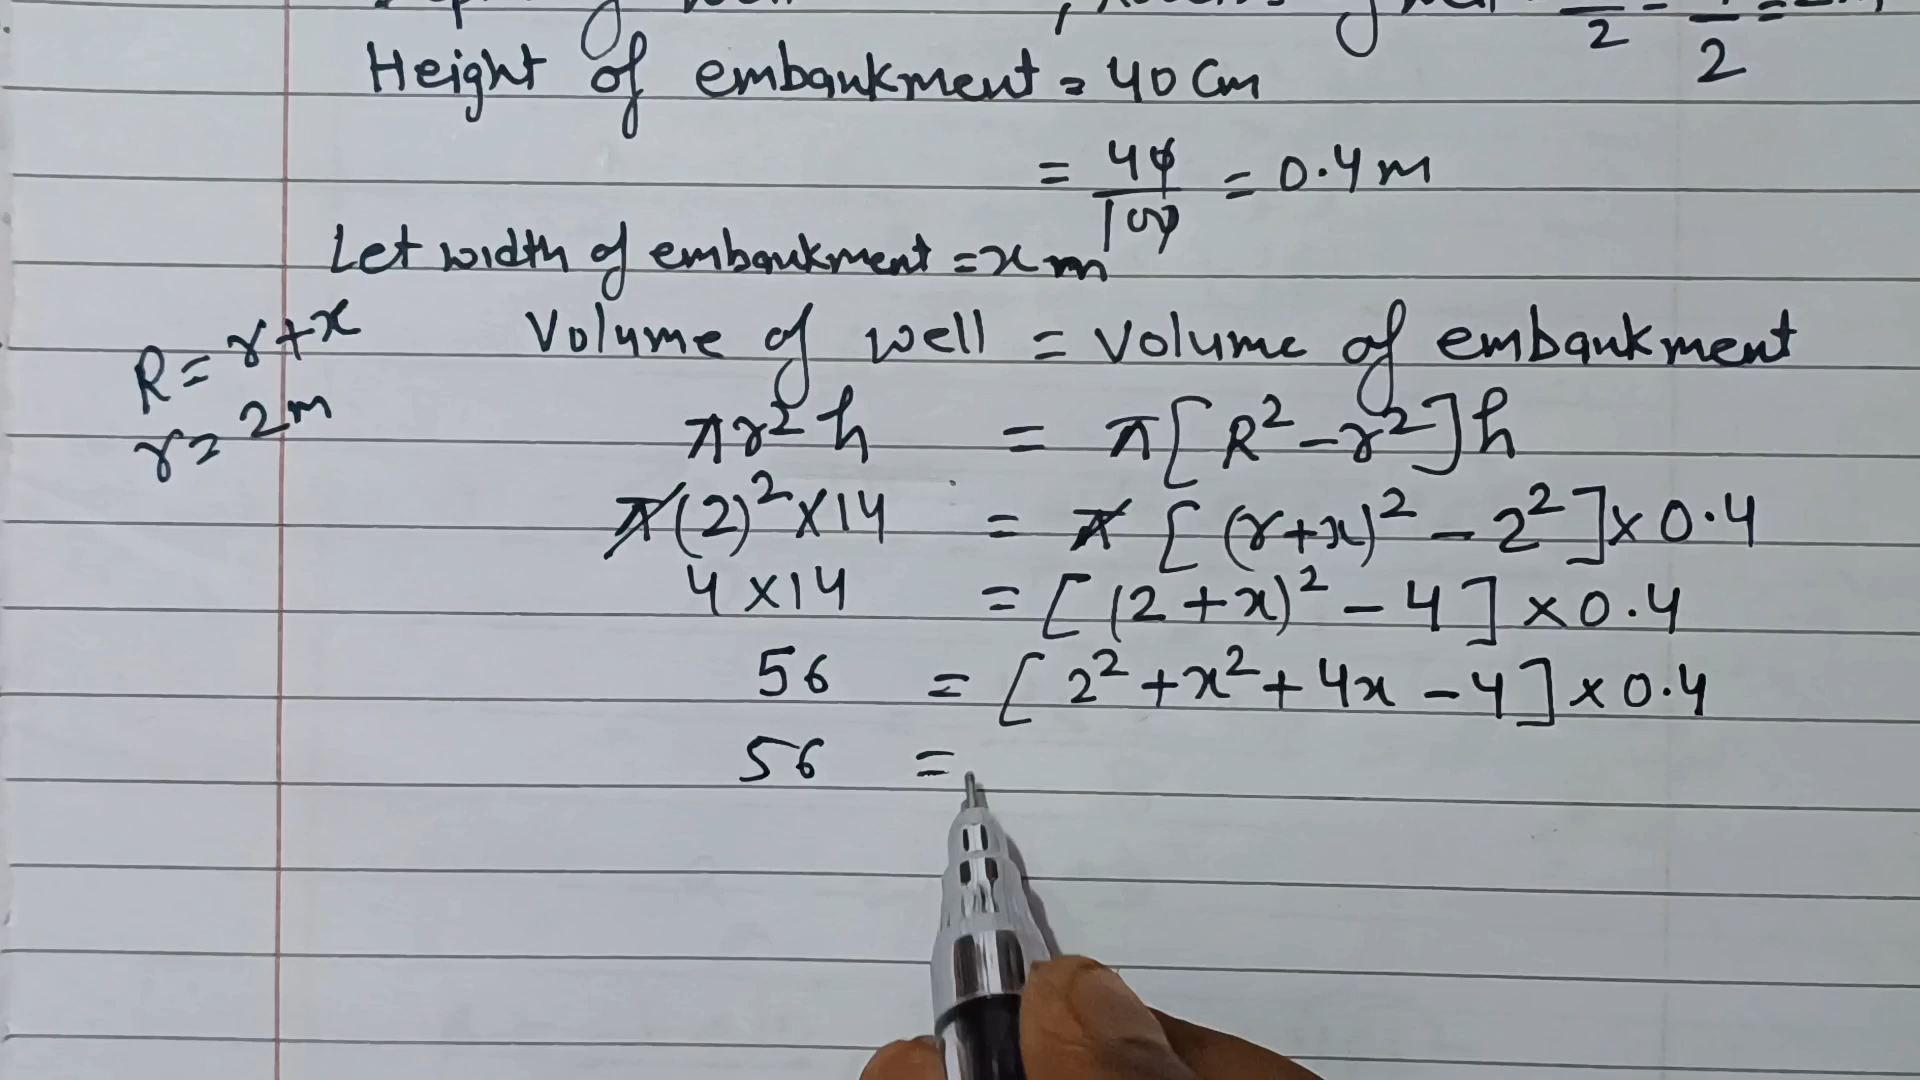 Height of embankment = 40 cm
= 40/100 = 0.4 m
Let width of embankment = x m
R = r + x
r = 2 m
Volume of well = Volume of embankment
πr²h = π[R² - r²]h
π(2)² × 14 = π[(r+x)² - 2²] × 0.4
4 × 14 = [(2+x)² - 4] × 0.4
56 = [2² + x² + 4x - 4] × 0.4
56 =